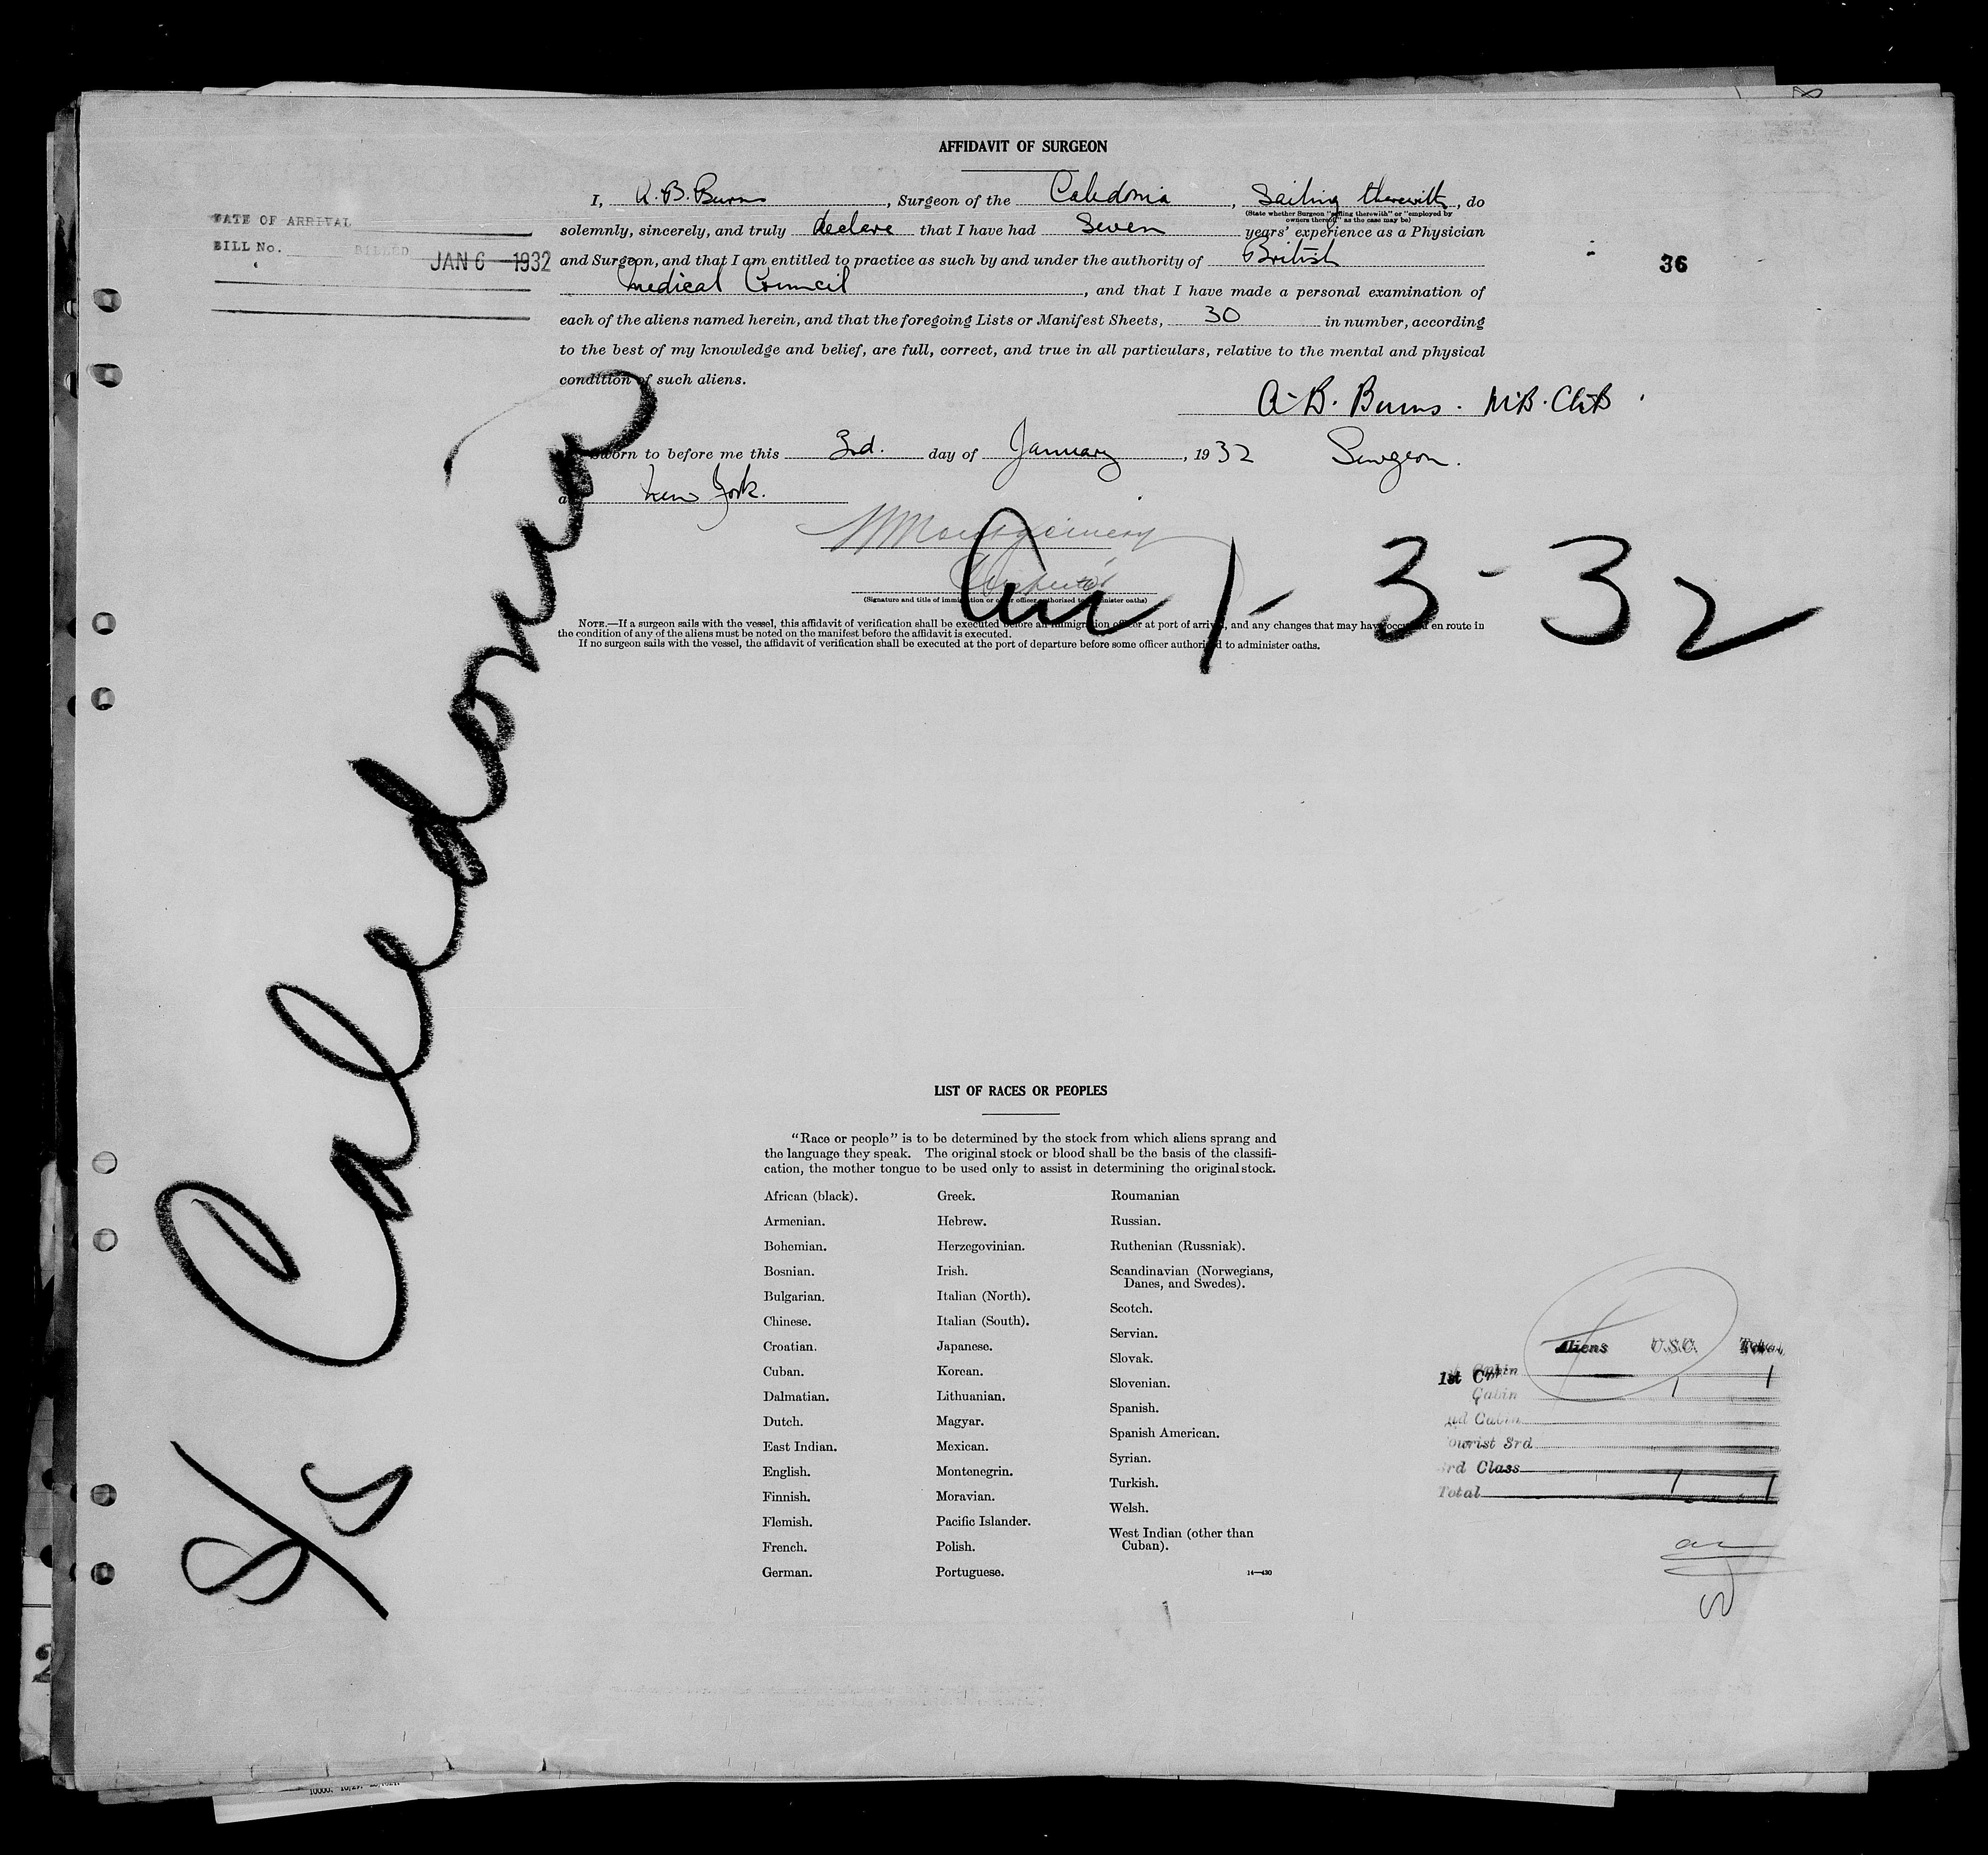 AFFIDAVIT OF SURGEON
I, A. B. Burns, Surgeon of the Caledonia, Sailing therewith, do
(State whether Surgeon "sailing therewith" or "employed by
owners thereof" as the case may be)
solemnly, sincerely, and truly declare that I have had Seven years' experience as a Physician
and Surgeon, and that I am entitled to practice as such by and under the authority of British
Medical Council, and that I have made a personal examination of
each of the aliens named herein, and that the foregoing Lists or Manifest Sheets, 30 in number, according
to the best of my knowledge and belief, are full, correct, and true in all particulars, relative to the mental and physical
condition of such aliens.
DATE OF ARRIVAL
BILL No. BILLED JAN 6 - 1932
36
A. B. Burns. M.B. Ch.B
Sworn to before me this 3rd. day of January, 1932 Surgeon.
at New York.
Montgomery
Inspector
(Signature and title of immigration or other officer authorized to administer oaths)
Arr 1-3-32
NOTE.—If a surgeon sails with the vessel, this affidavit of verification shall be executed before an immigration officer at port of arrival, and any changes that may have occurred en route in
the condition of any of the aliens must be noted on the manifest before the affidavit is executed.
If no surgeon sails with the vessel, the affidavit of verification shall be executed at the port of departure before some officer authorized to administer oaths.
S/S Caledonia
LIST OF RACES OR PEOPLES
"Race or people" is to be determined by the stock from which aliens sprang and
the language they speak. The original stock or blood shall be the basis of the classifi-
cation, the mother tongue to be used only to assist in determining the original stock.
African (black).
Armenian.
Bohemian.
Bosnian.
Bulgarian.
Chinese.
Croatian.
Cuban.
Dalmatian.
Dutch.
East Indian.
English.
Finnish.
Flemish.
French.
German.
Greek.
Hebrew.
Herzegovinian.
Irish.
Italian (North).
Italian (South).
Japanese.
Korean.
Lithuanian.
Magyar.
Mexican.
Montenegrin.
Moravian.
Pacific Islander.
Polish.
Portuguese.
Roumanian
Russian.
Ruthenian (Russniak).
Scandinavian (Norwegians,
Danes, and Swedes).
Scotch.
Servian.
Slovak.
Slovenian.
Spanish.
Spanish American.
Syrian.
Turkish.
Welsh.
West Indian (other than
Cuban).
14—430
Aliens U.S.C. Total
1st Cabin 1
Cabin 1
2nd Cabin
Tourist 3rd
3rd Class
Total 1 1